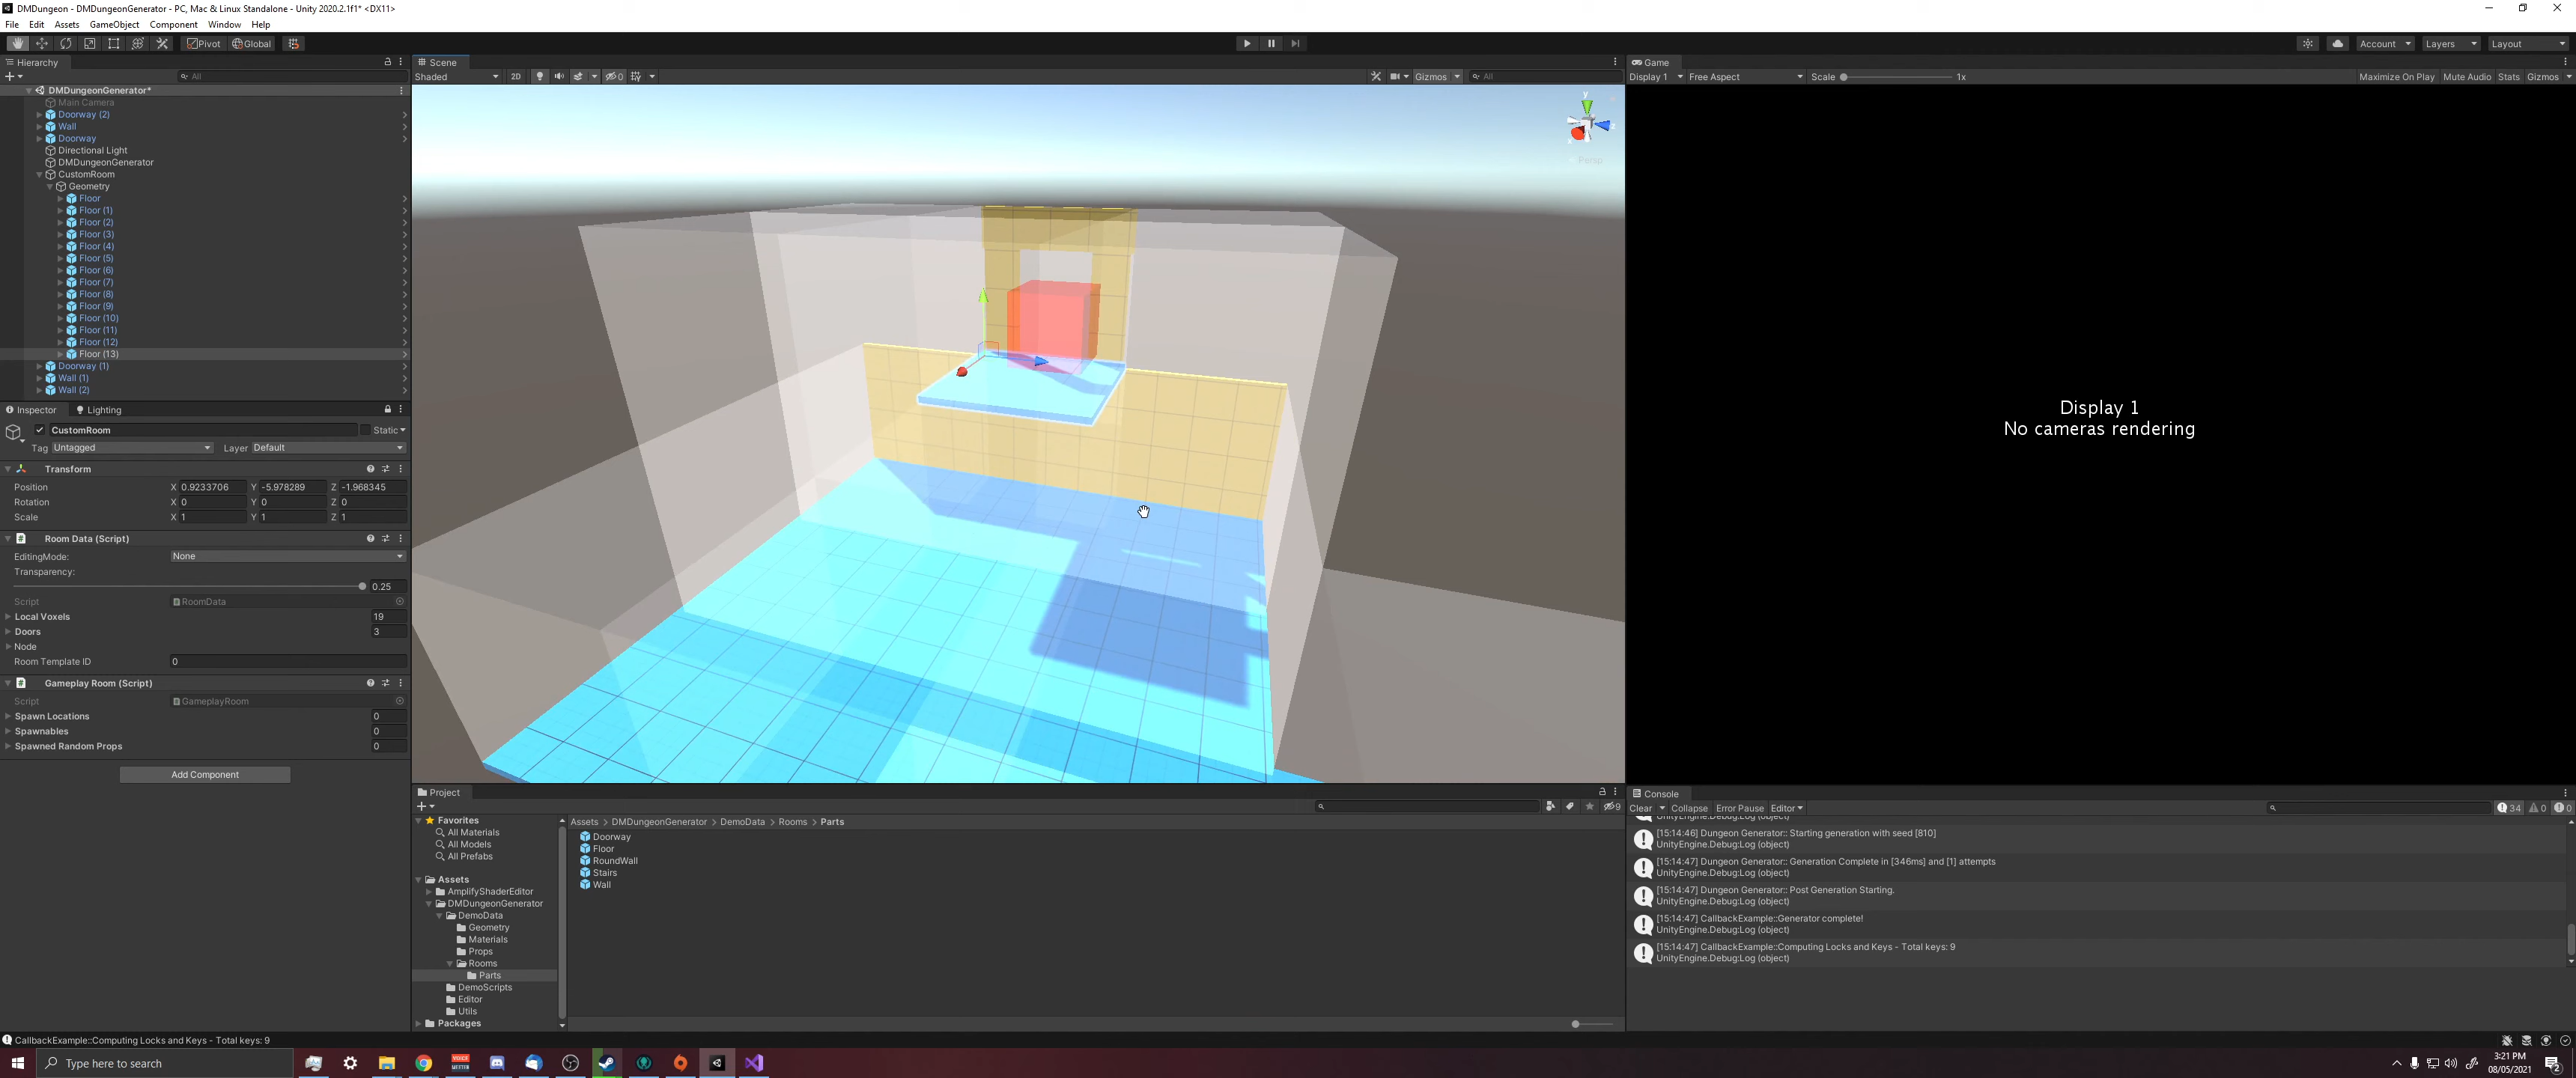 DMDungeon - DMDungeonGenerator - PC, Mac & Linux Standalone - Unity 2020.2.1f1* <DX11>
File Edit Assets GameObject Component Window Help
Pivot Global Account Layers Layout
Hierarchy
All
DMDungeonGenerator*
Main Camera
Doorway (2)
Wall
Doorway
Directional Light
DMDungeonGenerator
CustomRoom
Geometry
Floor
Floor (1)
Floor (2)
Floor (3)
Floor (4)
Floor (5)
Floor (6)
Floor (7)
Floor (8)
Floor (9)
Floor (10)
Floor (11)
Floor (12)
Floor (13)
Doorway (1)
Wall (1)
Wall (2)
Inspector Lighting
CustomRoom Static
Tag Untagged Layer Default
Transform
Position X 0.9233706 Y -5.978289 Z -1.968345
Rotation X 0 Y 0 Z 0
Scale X 1 Y 1 Z 1
Room Data (Script)
EditingMode: None
Transparency:
0.25
Script RoomData
Local Voxels 19
Doors 3
Node
Room Template ID 0
Gameplay Room (Script)
Script GameplayRoom
Spawn Locations 0
Spawnables 0
Spawned Random Props 0
Add Component
Scene
Shaded 2D 0 Gizmos All
y
z
Persp
Game
Display 1 Free Aspect Scale 1x Maximize On Play Mute Audio Stats Gizmos
Display 1
No cameras rendering
Project
9
Favorites
All Materials
All Models
All Prefabs
Assets
AmplifyShaderEditor
DMDungeonGenerator
DemoData
Geometry
Materials
Props
Rooms
Parts
DemoScripts
Editor
Utils
Packages
Assets > DMDungeonGenerator > DemoData > Rooms > Parts
Doorway
Floor
RoundWall
Stairs
Wall
Console
Clear Collapse Error Pause Editor 34 0 0
UnityEngine.Debug:Log (object)
[15:14:46] Dungeon Generator:: Starting generation with seed [810]
UnityEngine.Debug:Log (object)
[15:14:47] Dungeon Generator:: Generation Complete in [346ms] and [1] attempts
UnityEngine.Debug:Log (object)
[15:14:47] Dungeon Generator:: Post Generation Starting.
UnityEngine.Debug:Log (object)
[15:14:47] CallbackExample::Generator complete!
UnityEngine.Debug:Log (object)
[15:14:47] CallbackExample::Computing Locks and Keys - Total keys: 9
UnityEngine.Debug:Log (object)
CallbackExample::Computing Locks and Keys - Total keys: 9
Type here to search
VOICE
3:21 PM
08/05/2021
2